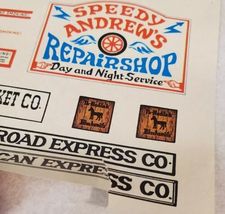 SPEEDY
ANDREW'S
REPAIRSHOP
Day and Night Service
KET CO.
ROAD EXPRESS CO.
CAN EXPRESS CO.